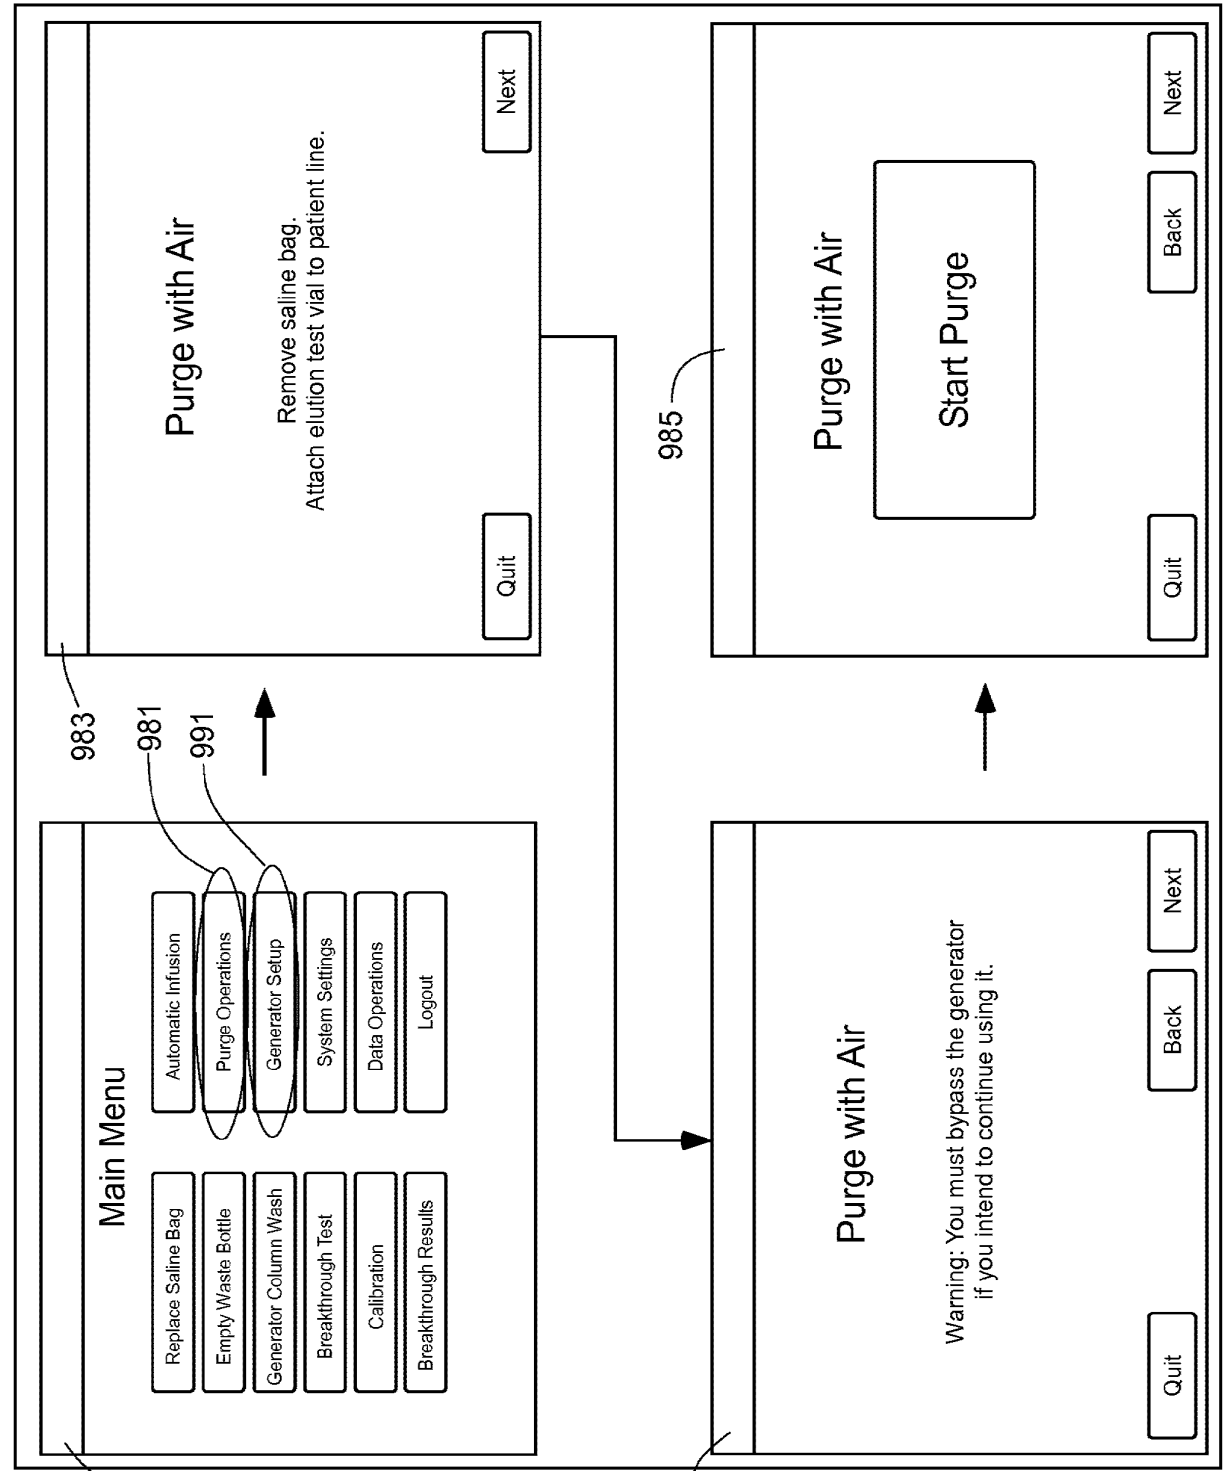 Main Menu
Replace Saline Bag
Automatic Infusion
Empty Waste Bottle
Purge Operations
Generator Column Wash
Generator Setup
Breakthrough Test
System Settings
Calibration
Data Operations
Breakthrough Results
Logout
981
991
983
Purge with Air
Remove saline bag.
Attach elution test vial to patient line.
Quit
Next
Purge with Air
Warning: You must bypass the generator
if you intend to continue using it.
Quit
Back
Next
985
Purge with Air
Start Purge
Quit
Back
Next